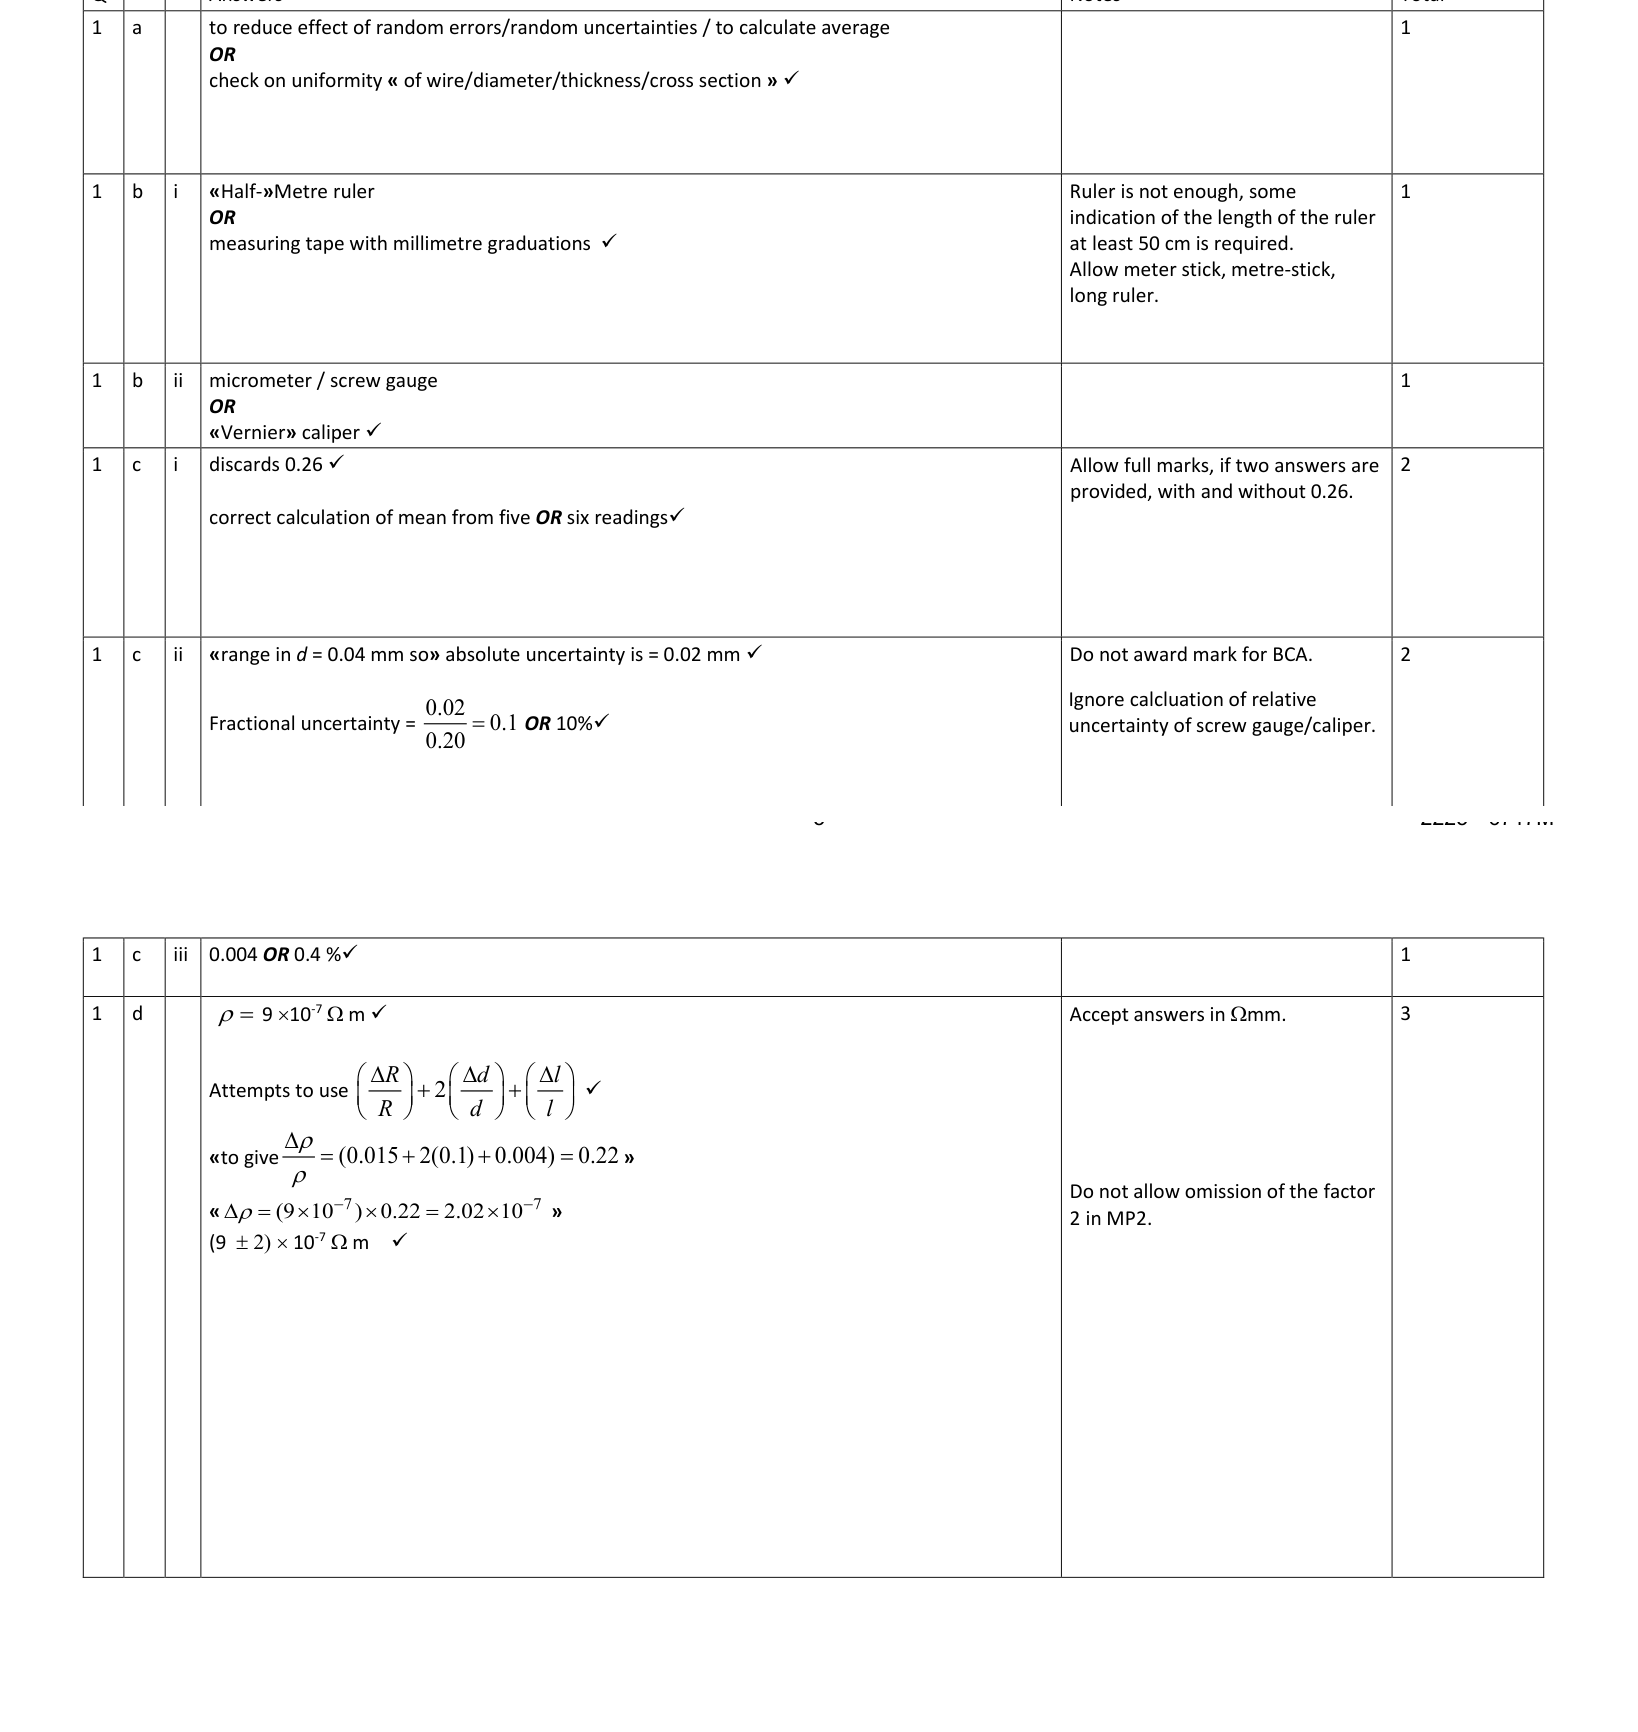 1 a to reduce effect of random errors/random uncertainties / to calculate average 1
OR
check on uniformity « of wire/diameter/thickness/cross section » ✓
1 b i «Half-»Metre ruler Ruler is not enough, some 1
OR indication of the length of the ruler
measuring tape with millimetre graduations ✓ at least 50 cm is required.
Allow meter stick, metre-stick,
long ruler.
1 b ii micrometer / screw gauge 1
OR
«Vernier» caliper ✓
1 c i discards 0.26 ✓ Allow full marks, if two answers are 2
provided, with and without 0.26.
correct calculation of mean from five OR six readings✓
1 c ii «range in d = 0.04 mm so» absolute uncertainty is = 0.02 mm ✓ Do not award mark for BCA. 2
Ignore calcluation of relative
Fractional uncertainty = 0.02/0.20 = 0.1 OR 10%✓ uncertainty of screw gauge/caliper.
1 c iii 0.004 OR 0.4 %✓ 1
1 d ρ = 9 ×10⁻⁷ Ω m ✓ Accept answers in Ωmm. 3
Attempts to use (ΔR/R) + 2(Δd/d) + (Δl/l) ✓
«to give Δρ/ρ = (0.015 + 2(0.1) + 0.004) = 0.22 »
« Δρ = (9×10⁻⁷)×0.22 = 2.02×10⁻⁷ » Do not allow omission of the factor
2 in MP2.
(9 ± 2) × 10⁻⁷ Ω m ✓